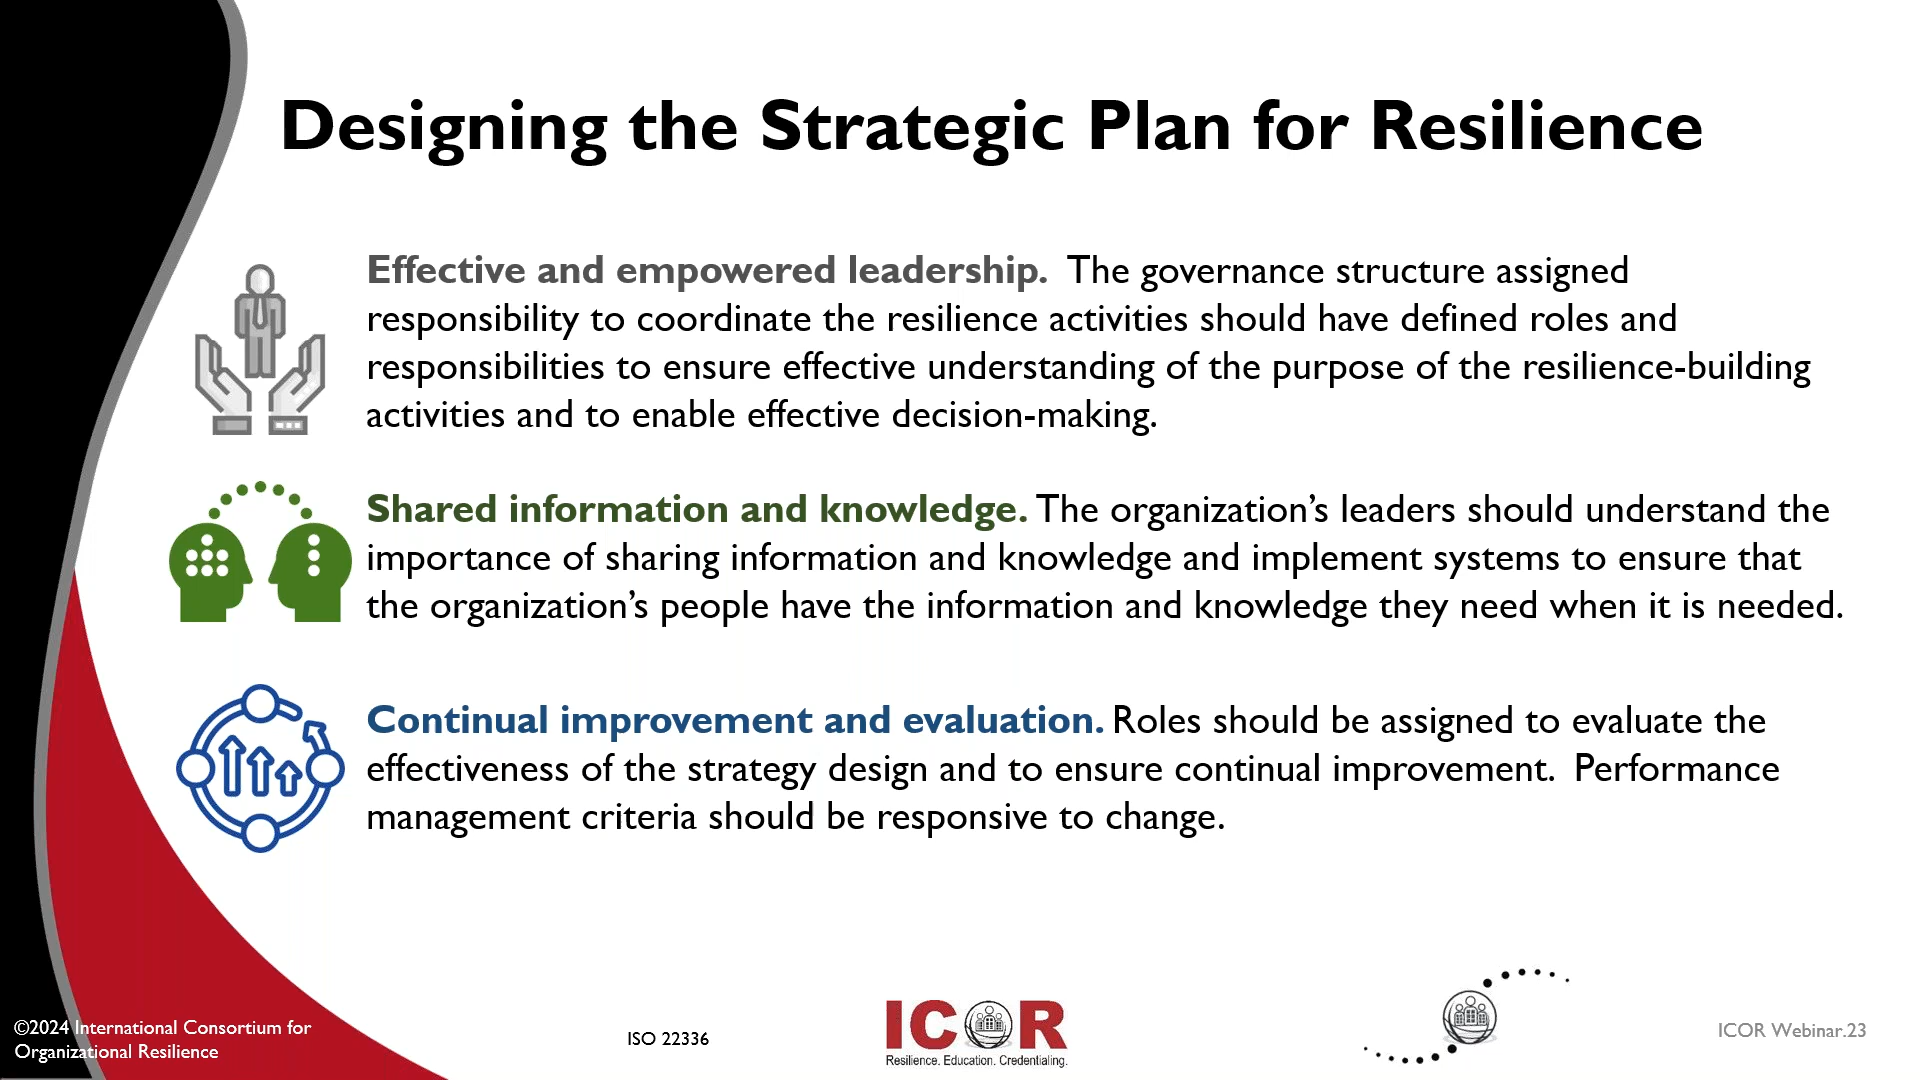 Designing the Strategic Plan for Resilience
Effective and empowered leadership. The governance structure assigned
responsibility to coordinate the resilience activities should have defined roles and
responsibilities to ensure effective understanding of the purpose of the resilience-building
activities and to enable effective decision-making.
Shared information and knowledge. The organization's leaders should understand the
importance of sharing information and knowledge and implement systems to ensure that
the organization's people have the information and knowledge they need when it is needed.
Continual improvement and evaluation. Roles should be assigned to evaluate the
effectiveness of the strategy design and to ensure continual improvement. Performance
management criteria should be responsive to change.
©2024 International Consortium for
Organizational Resilience
ISO 22336
ICOR
Resilience. Education. Credentialing.
ICOR Webinar.23